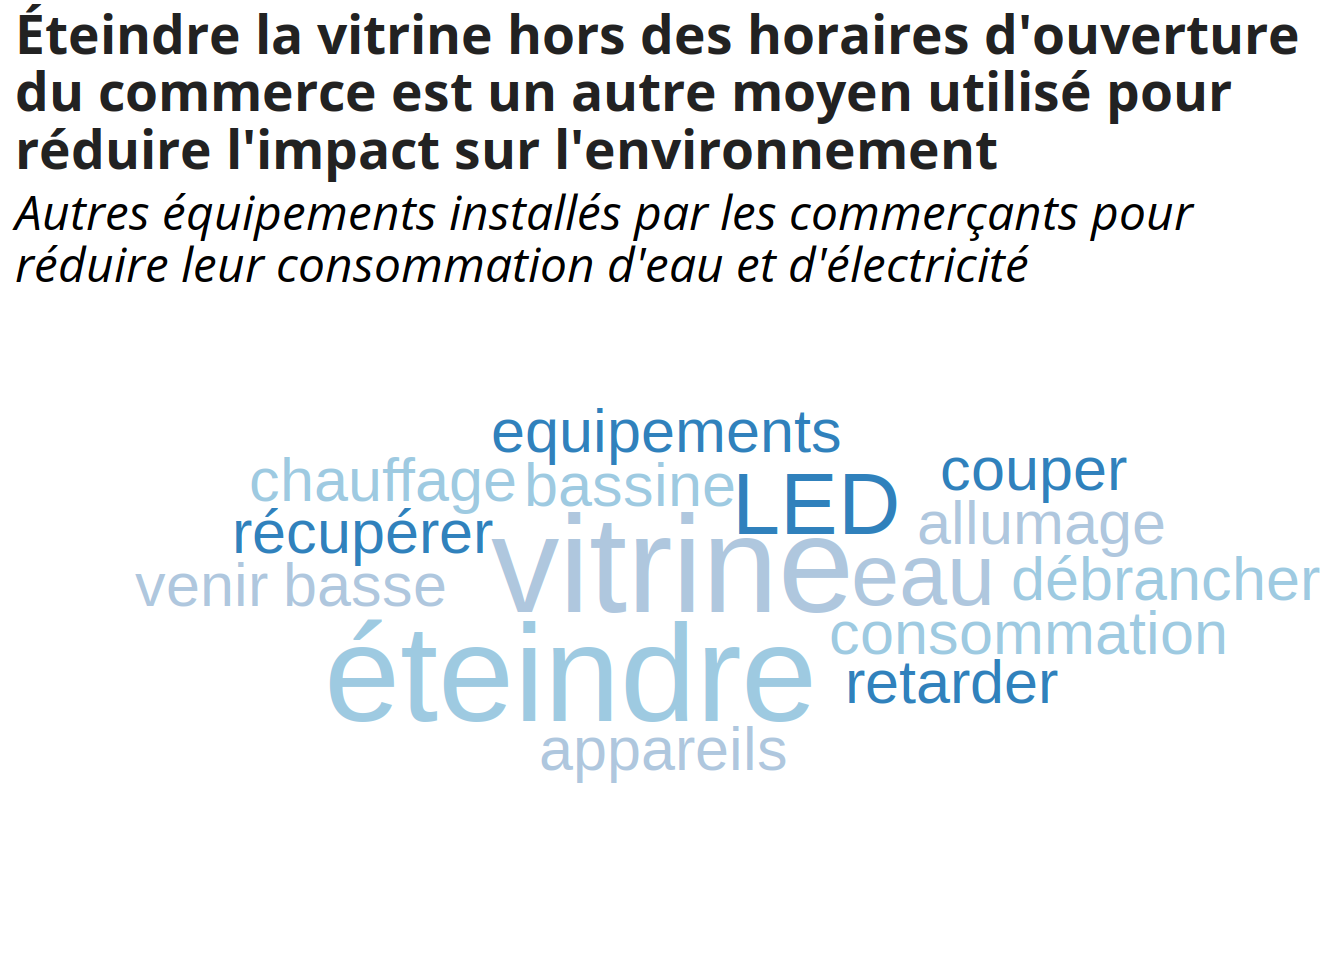 Éteindre la vitrine hors des horaires d'ouverture
du commerce est un autre moyen utilisé pour
réduire l'impact sur l'environnement
Autres équipements installés par les commerçants pour
réduire leur consommation d'eau et d'électricité
equipements
chauffage bassine LED couper
récupérer vitrine allumage
venir basse eau débrancher
éteindre consommation
retarder
appareils